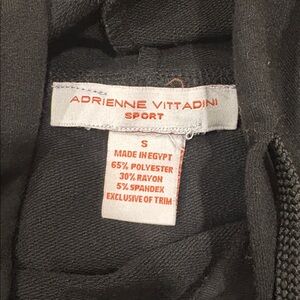 ADRIENNE VITTADINI
SPORT
S
MADE IN EGYPT
65% POLYESTER
30% RAYON
5% SPANDEX
EXCLUSIVE OF TRIM